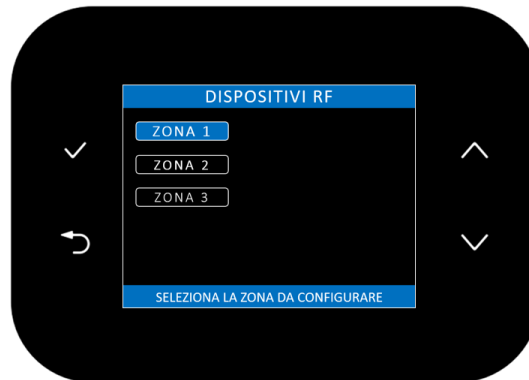 DISPOSITIVI RF
ZONA 1
ZONA 2
ZONA 3
SELEZIONA LA ZONA DA CONFIGURARE